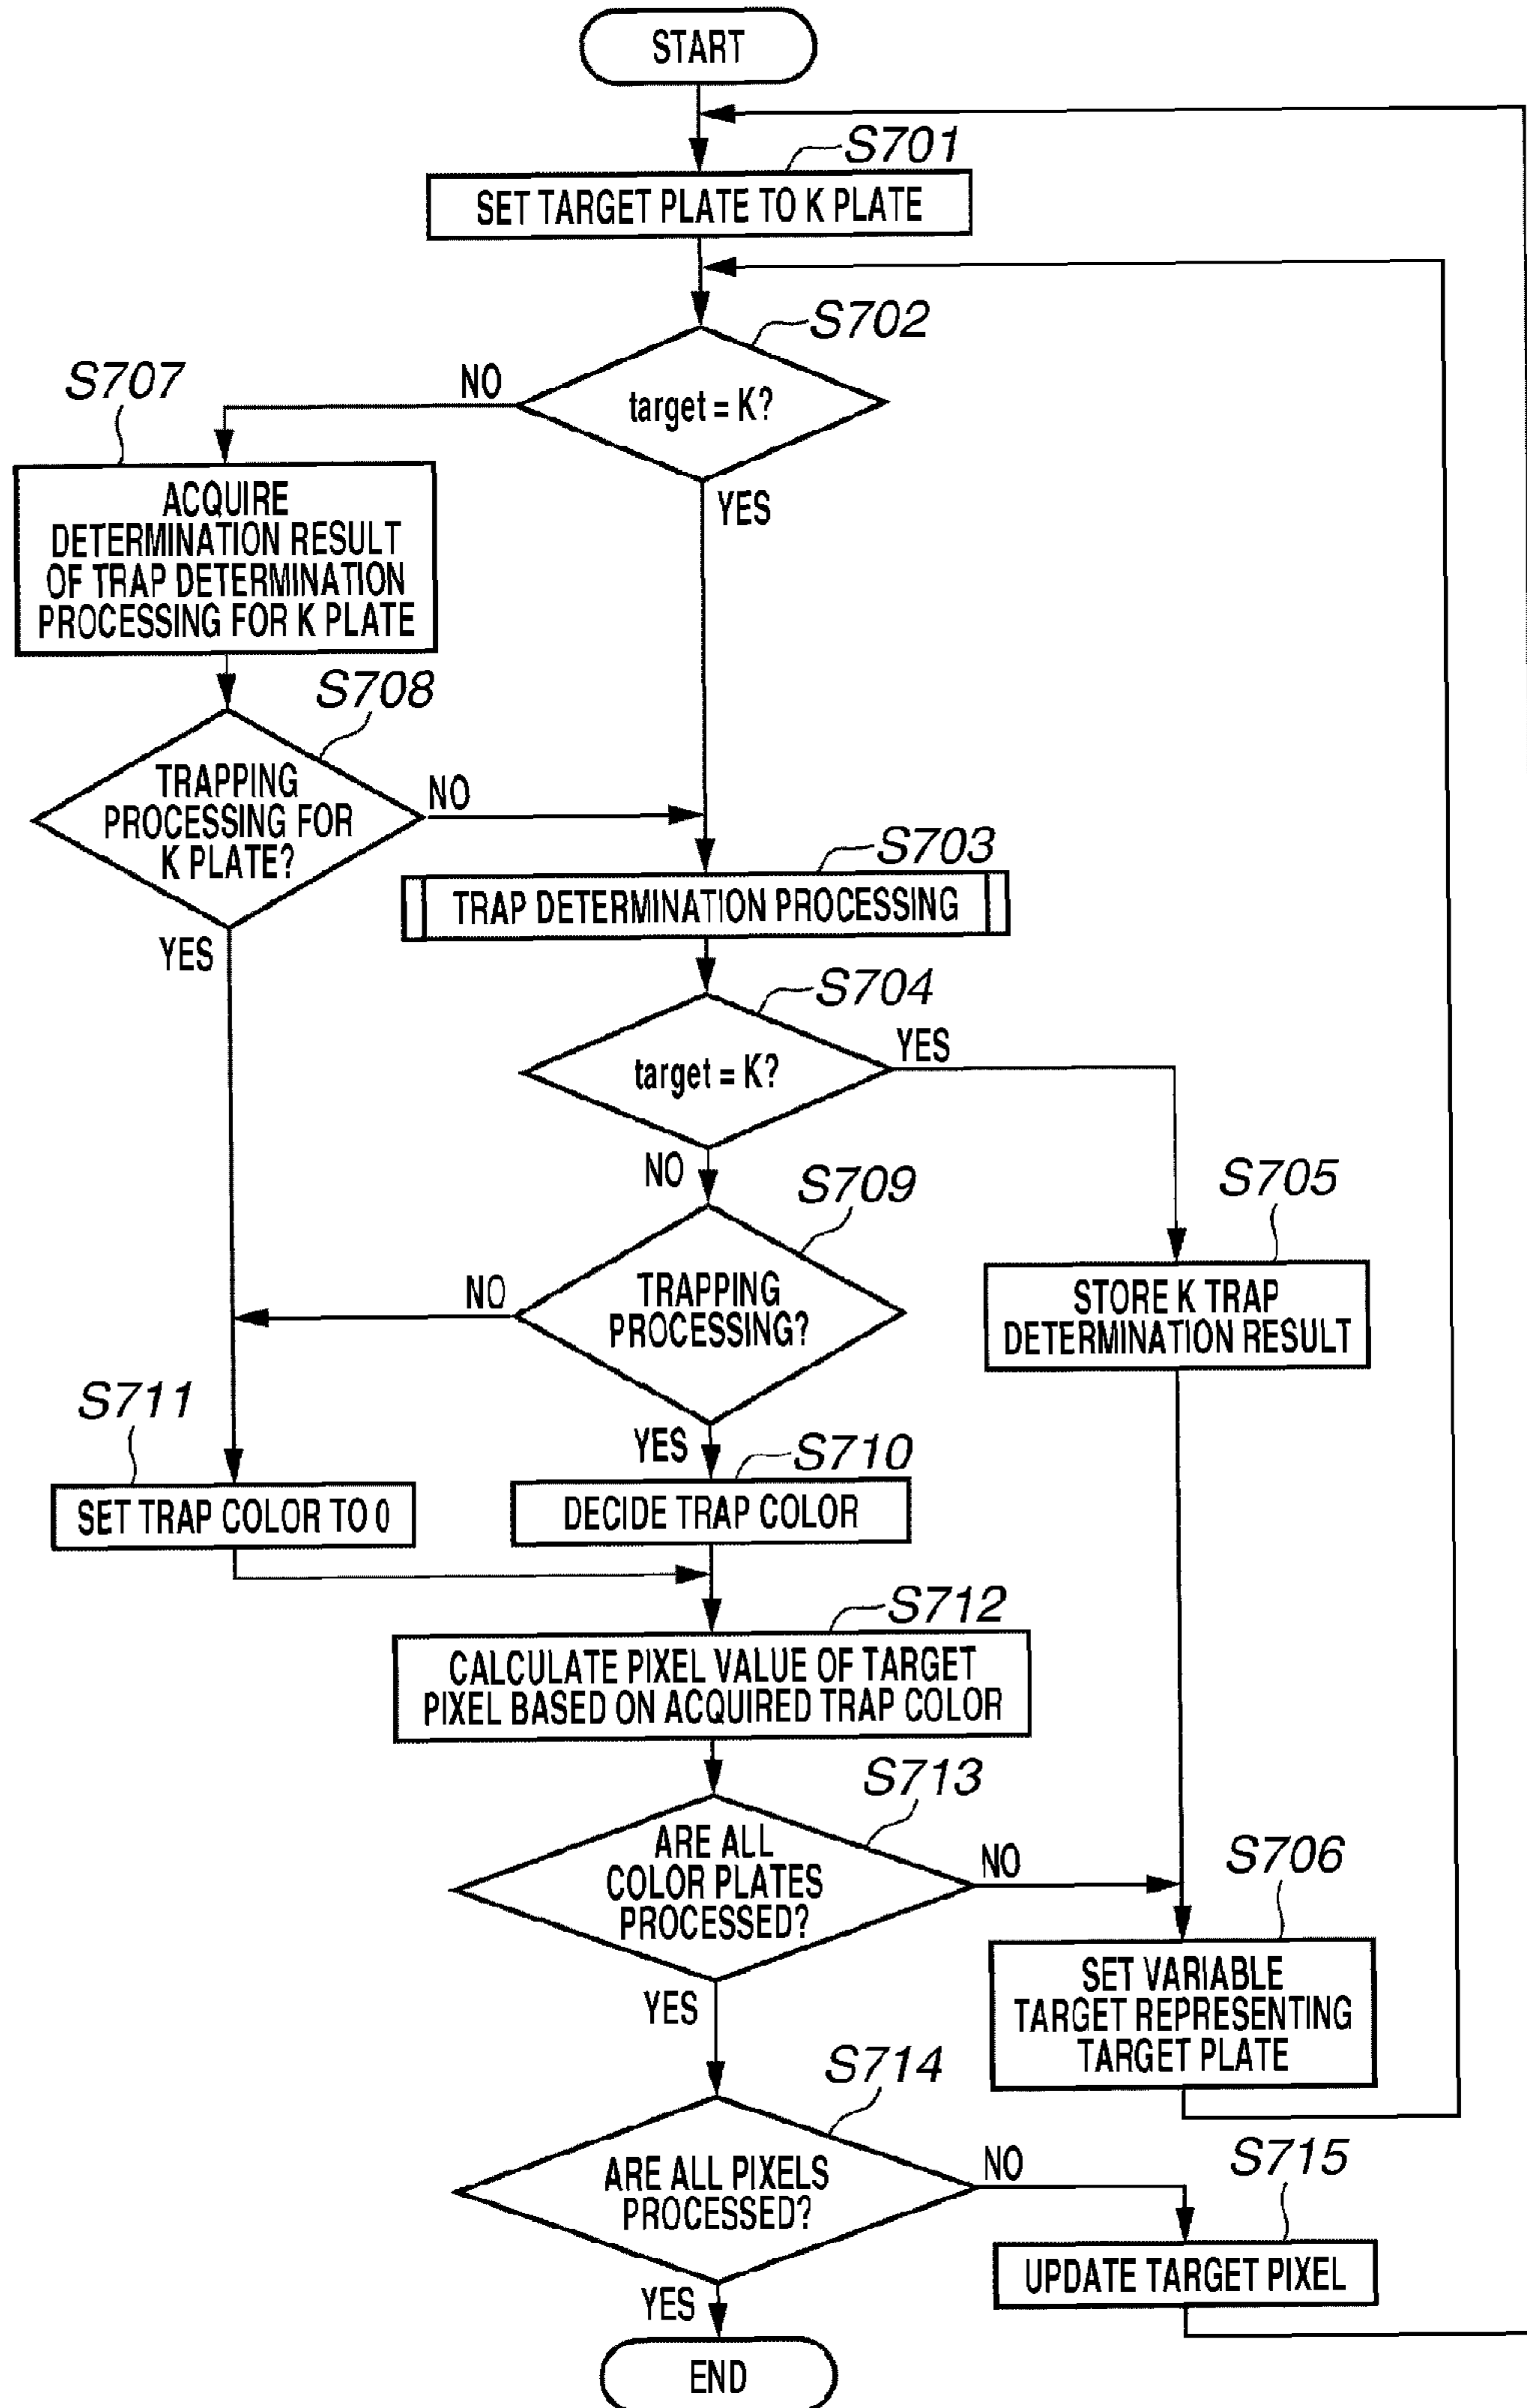 START
S701
SET TARGET PLATE TO K PLATE
S702
target = K?
NO
YES
S707
ACQUIRE
DETERMINATION RESULT
OF TRAP DETERMINATION
PROCESSING FOR K PLATE
S708
TRAPPING
PROCESSING FOR
K PLATE?
NO
YES
S703
TRAP DETERMINATION PROCESSING
S704
target = K?
YES
NO
S705
STORE K TRAP
DETERMINATION RESULT
S709
TRAPPING
PROCESSING?
NO
YES
S711
SET TRAP COLOR TO 0
S710
DECIDE TRAP COLOR
S712
CALCULATE PIXEL VALUE OF TARGET
PIXEL BASED ON ACQUIRED TRAP COLOR
S713
ARE ALL
COLOR PLATES
PROCESSED?
NO
YES
S706
SET VARIABLE
TARGET REPRESENTING
TARGET PLATE
S714
ARE ALL PIXELS
PROCESSED?
NO
YES
S715
UPDATE TARGET PIXEL
END